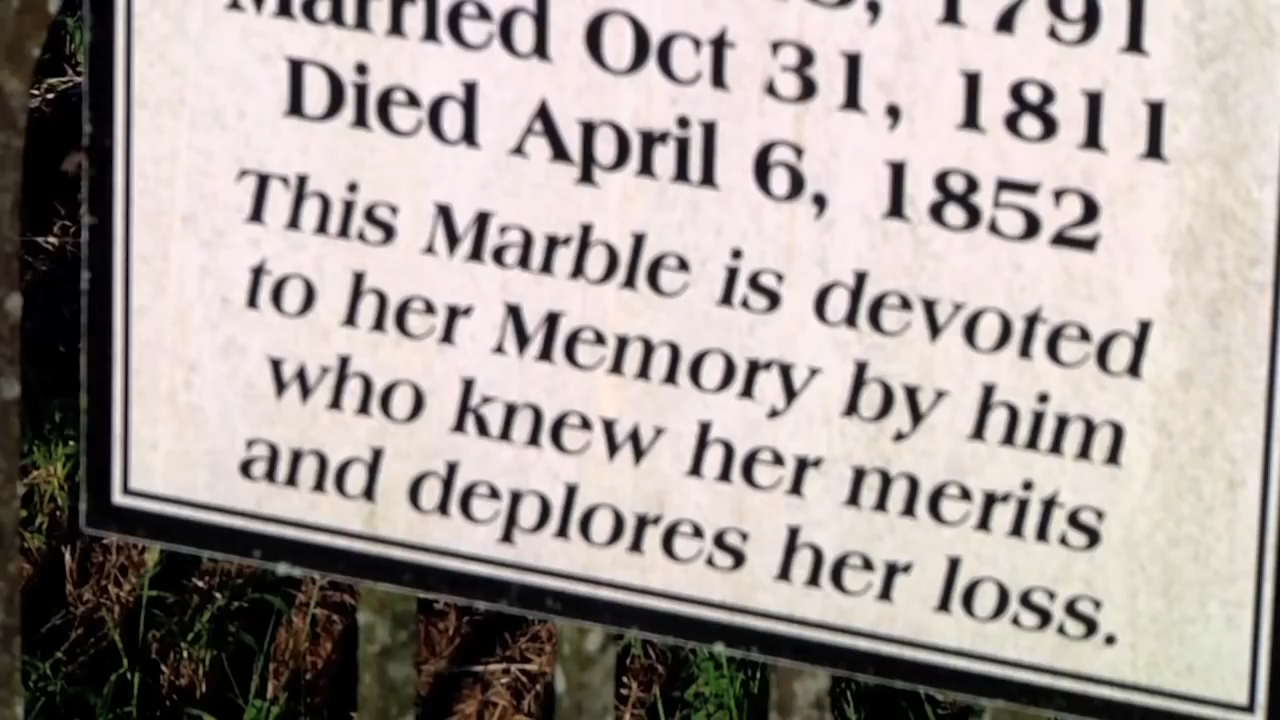 1791
Married Oct 31, 1811
Died April 6, 1852
This Marble is devoted
to her Memory by him
who knew her merits
and deplores her loss.